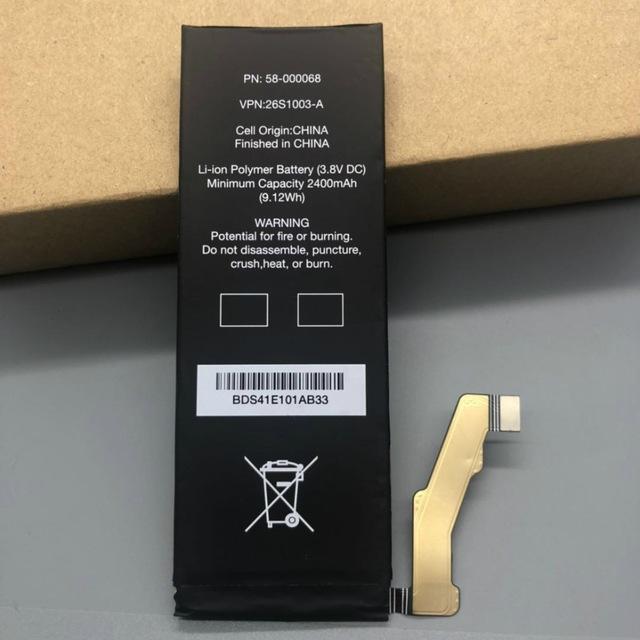 PN: 58-000068
VPN:26S1003-A
Cell Origin:CHINA
Finished in CHINA
Li-ion Polymer Battery (3.8V DC)
Minimum Capacity 2400mAh
(9.12Wh)
WARNING
Potential for fire or burning.
Do not disassemble, puncture,
crush,heat, or burn.
BDS41E101AB33